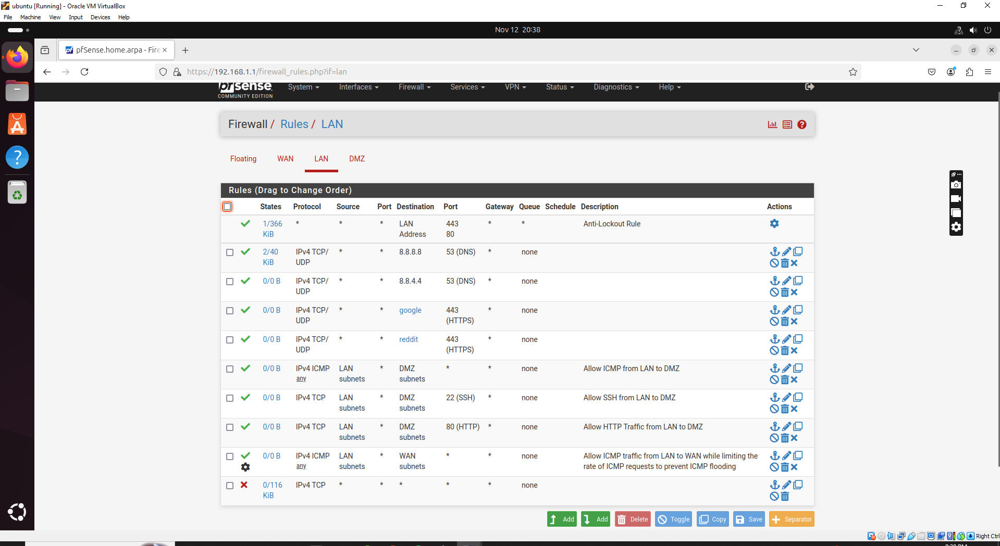 ubuntu [Running] - Oracle VM VirtualBox
File Machine View Input Devices Help
Nov 12 20:38
pfSense.home.arpa - Fire
https://192.168.1.1/firewall_rules.php?if=lan
pfsense
COMMUNITY EDITION
System Interfaces Firewall Services VPN Status Diagnostics Help
Firewall / Rules / LAN
Floating WAN LAN DMZ
Rules (Drag to Change Order)
States Protocol Source Port Destination Port Gateway Queue Schedule Description Actions
1/366 * * * LAN 443 * * Anti-Lockout Rule
KiB Address 80
2/40 IPv4 TCP/ * * 8.8.8.8 53 (DNS) * none
KiB UDP
0/0 B IPv4 TCP/ * * 8.8.4.4 53 (DNS) * none
UDP
0/0 B IPv4 TCP/ * * google 443 * none
UDP (HTTPS)
0/0 B IPv4 TCP/ * * reddit 443 * none
UDP (HTTPS)
0/0 B IPv4 ICMP LAN * DMZ * * none Allow ICMP from LAN to DMZ
any subnets subnets
0/0 B IPv4 TCP LAN * DMZ 22 (SSH) * none Allow SSH from LAN to DMZ
subnets subnets
0/0 B IPv4 TCP LAN * DMZ 80 (HTTP) * none Allow HTTP Traffic from LAN to DMZ
subnets subnets
0/0 B IPv4 ICMP LAN * WAN * * none Allow ICMP traffic from LAN to WAN while limiting the
any subnets subnets rate of ICMP requests to prevent ICMP flooding
0/116 IPv4 TCP * * * * * none
KiB
Add Add Delete Toggle Copy Save Separator
Right Ctrl